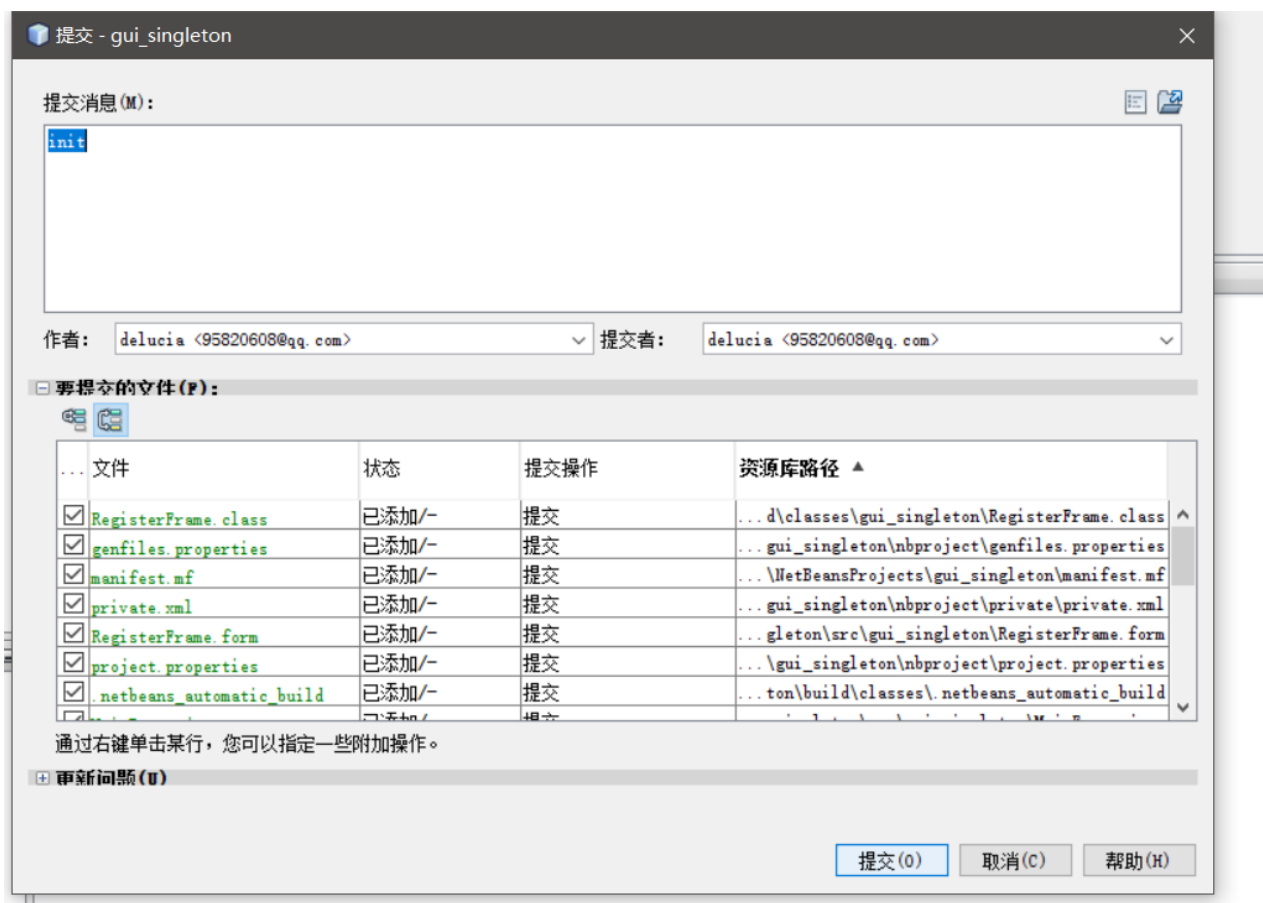 提交 - gui_singleton
提交消息(M):
init
作者: delucia <95820608@qq.com> 提交者: delucia <95820608@qq.com>
要提交的文件(F):
... 文件 状态 提交操作 资源库路径 ▲
RegisterFrame.class 已添加/- 提交 ...d\classes\gui_singleton\RegisterFrame.class
genfiles.properties 已添加/- 提交 ...gui_singleton\nbproject\genfiles.properties
manifest.mf 已添加/- 提交 ...\NetBeansProjects\gui_singleton\manifest.mf
private.xml 已添加/- 提交 ...gui_singleton\nbproject\private\private.xml
RegisterFrame.form 已添加/- 提交 ...gleton\src\gui_singleton\RegisterFrame.form
project.properties 已添加/- 提交 ...\gui_singleton\nbproject\project.properties
.netbeans_automatic_build 已添加/- 提交 ...ton\build\classes\.netbeans_automatic_build
通过右键单击某行，您可以指定一些附加操作。
更新问题(U)
提交(O) 取消(C) 帮助(H)